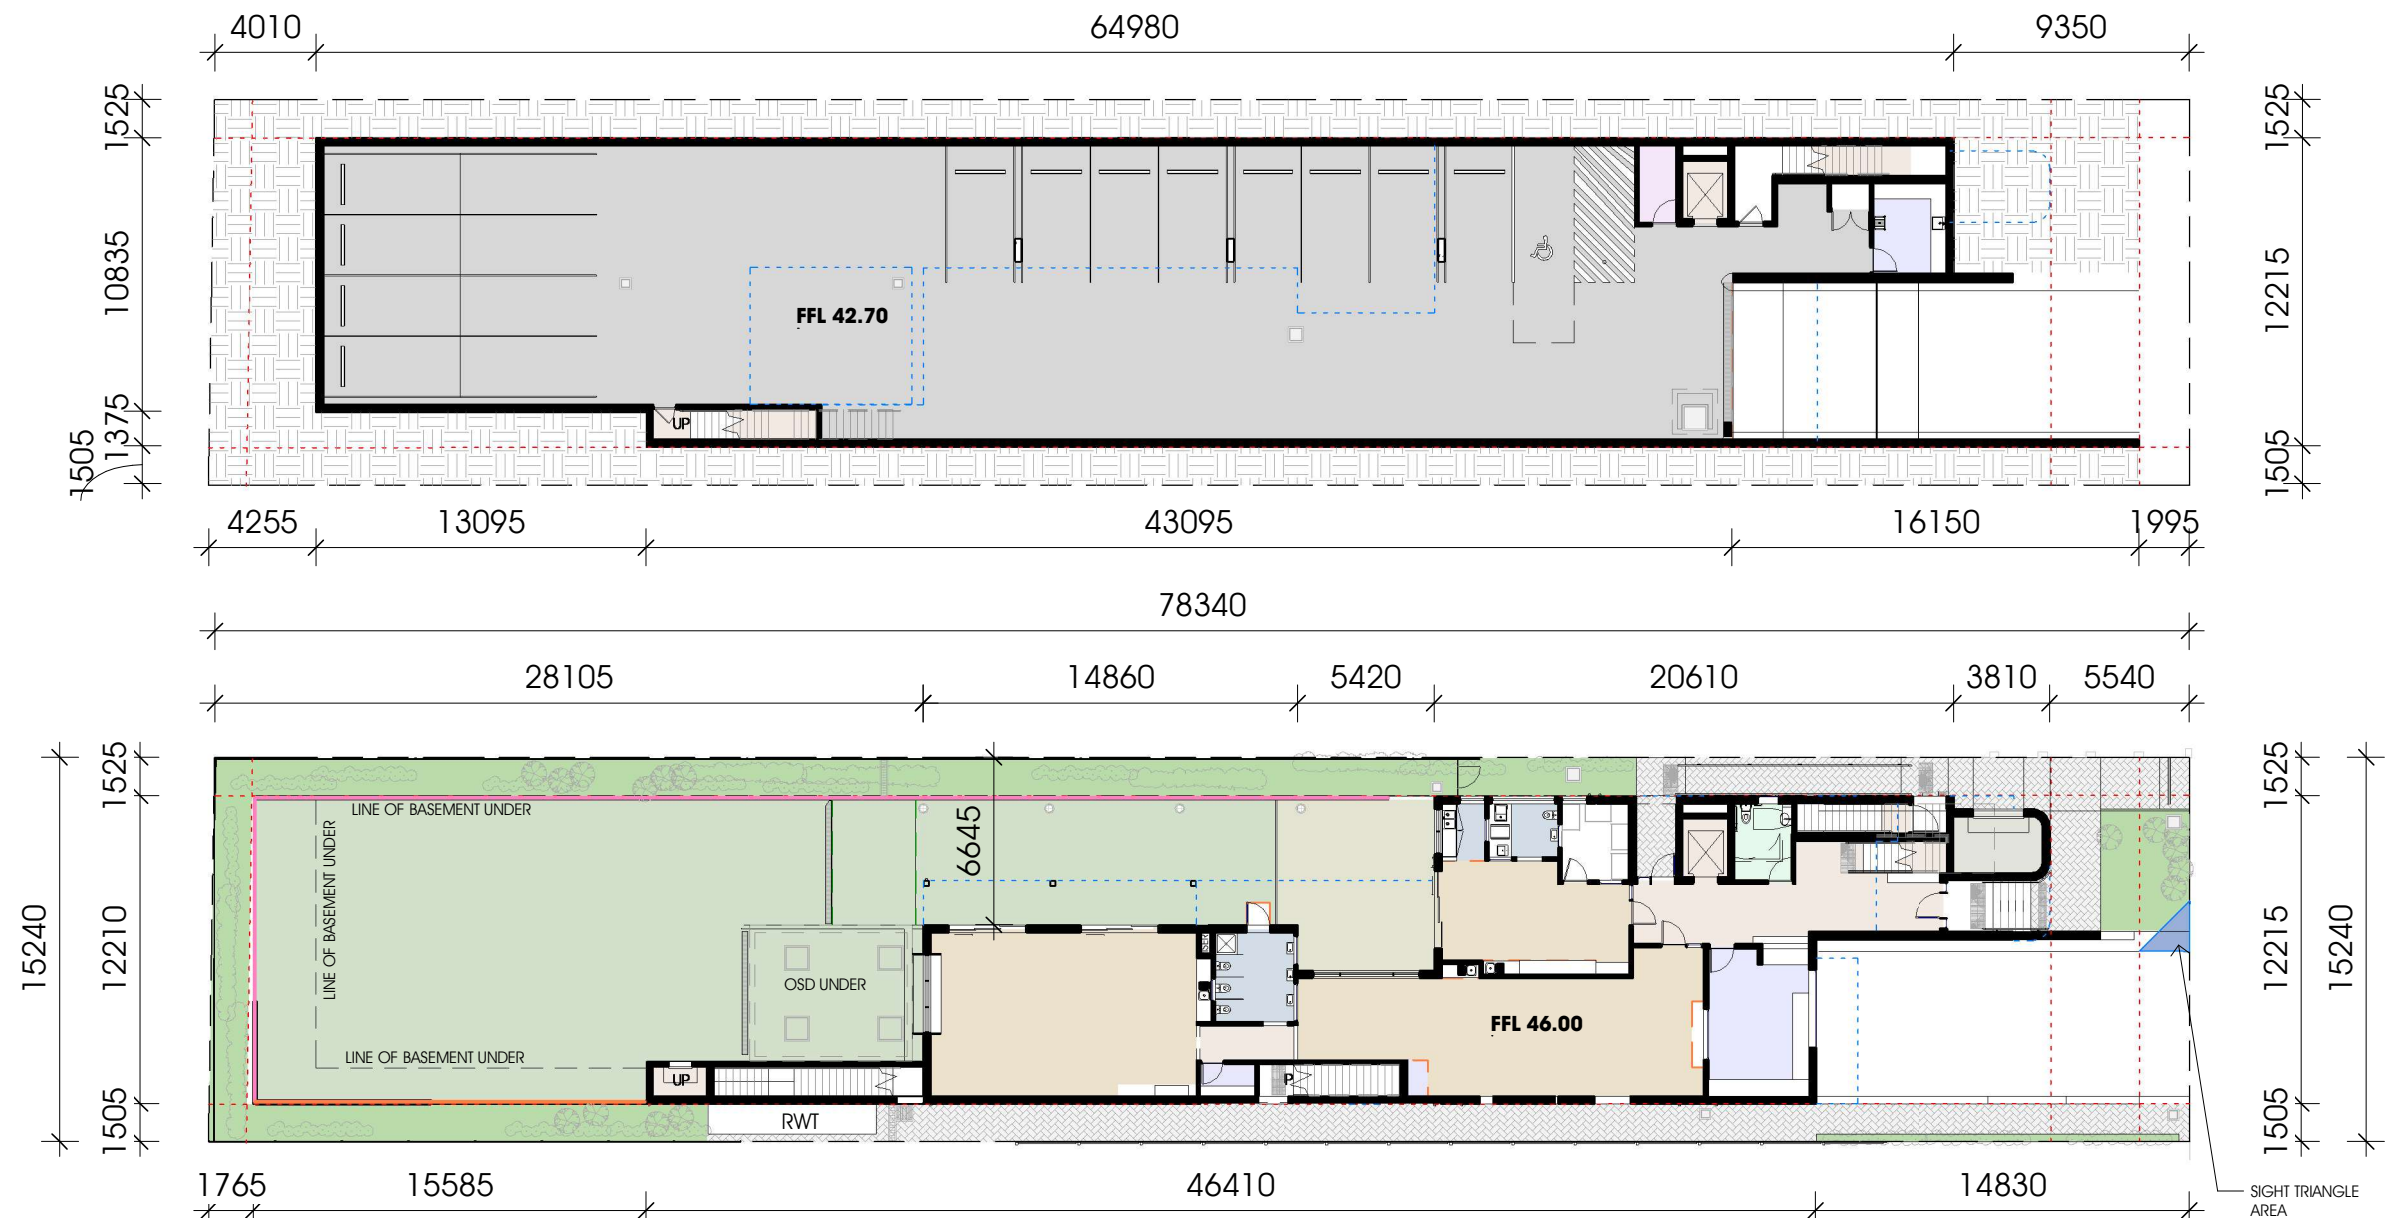 4010 64980 9350
1525 1525
10835 12215
FFL 42.70
1375
UP
1505 1505
4255 13095 43095 16150 1995
78340
28105 14860 5420 20610 3810 5540
1525 1525
LINE OF BASEMENT UNDER
LINE OF BASEMENT UNDER
6645
15240 12210 12215 15240
OSD UNDER
FFL 46.00
LINE OF BASEMENT UNDER
UP P
1505 1505
RWT
1765 15585 46410 14830
SIGHT TRIANGLE
AREA